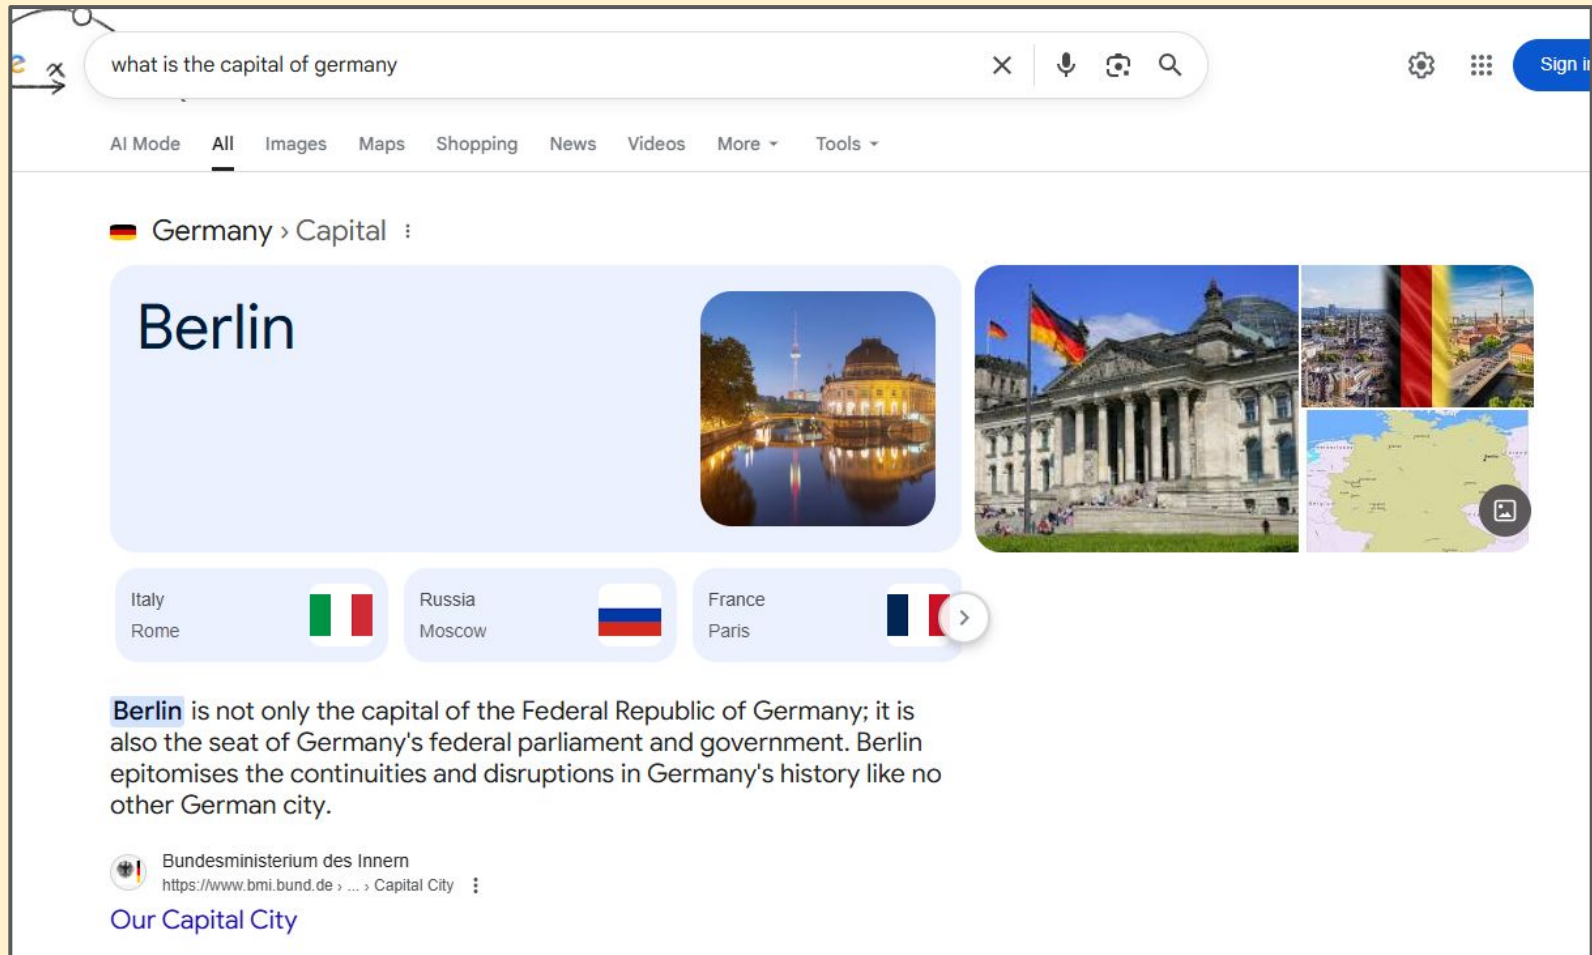 e
what is the capital of germany
Sign i
AI Mode All Images Maps Shopping News Videos More Tools
Germany › Capital
Berlin
Italy
Rome
Russia
Moscow
France
Paris
Berlin is not only the capital of the Federal Republic of Germany; it is
also the seat of Germany's federal parliament and government. Berlin
epitomises the continuities and disruptions in Germany's history like no
other German city.
Bundesministerium des Innern
https://www.bmi.bund.de › ... › Capital City
Our Capital City